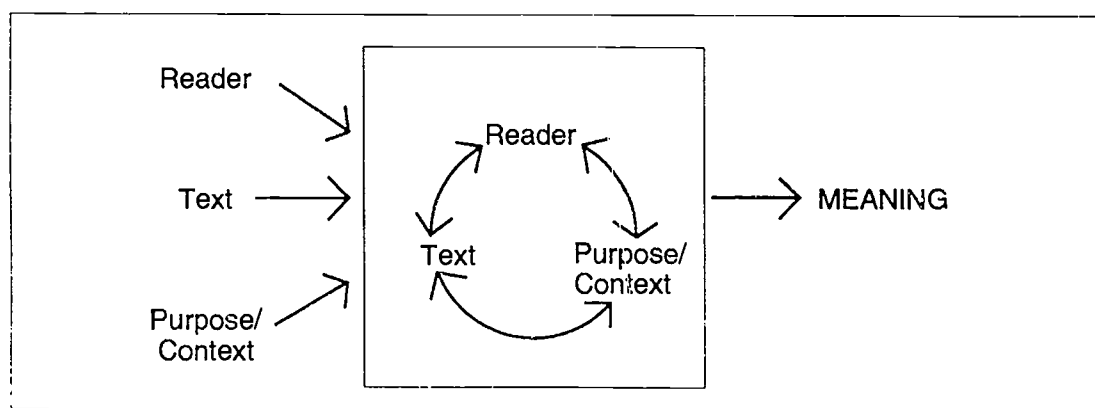 Reader
Text
Purpose/
Context
Reader
Text
Purpose/
Context
MEANING